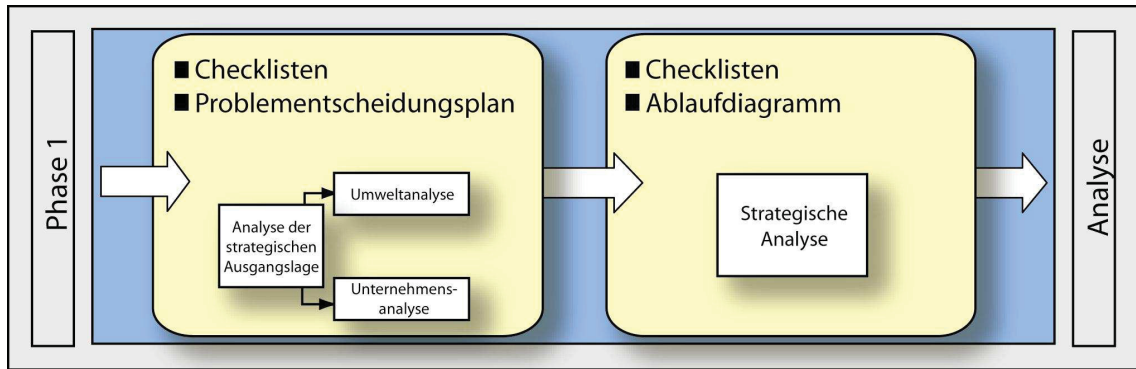 Phase 1
■ Checklisten
■ Problementscheidungsplan
Analyse der
strategischen
Ausgangslage
Umweltanalyse
Unternehmens-
analyse
■ Checklisten
■ Ablaufdiagramm
Strategische
Analyse
Analyse